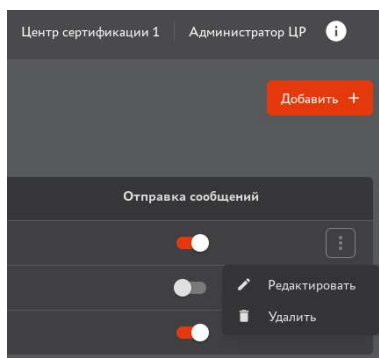 Центр сертификации 1 Администратор ЦР
Добавить +
Отправка сообщений
Редактировать
Удалить